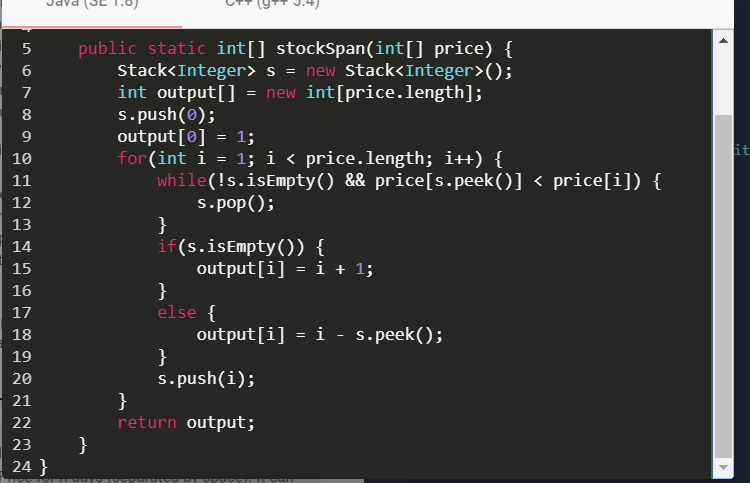 Java (SE 1.8) C++ (g++ 5.4)
5 public static int[] stockSpan(int[] price) {
6 Stack<Integer> s = new Stack<Integer>();
7 int output[] = new int[price.length];
8 s.push(0);
9 output[0] = 1;
10 for(int i = 1; i < price.length; i++) {
11 while(!s.isEmpty() && price[s.peek()] < price[i]) {
12 s.pop();
13 }
14 if(s.isEmpty()) {
15 output[i] = i + 1;
16 }
17 else {
18 output[i] = i - s.peek();
19 }
20 s.push(i);
21 }
22 return output;
23 }
24 }
it